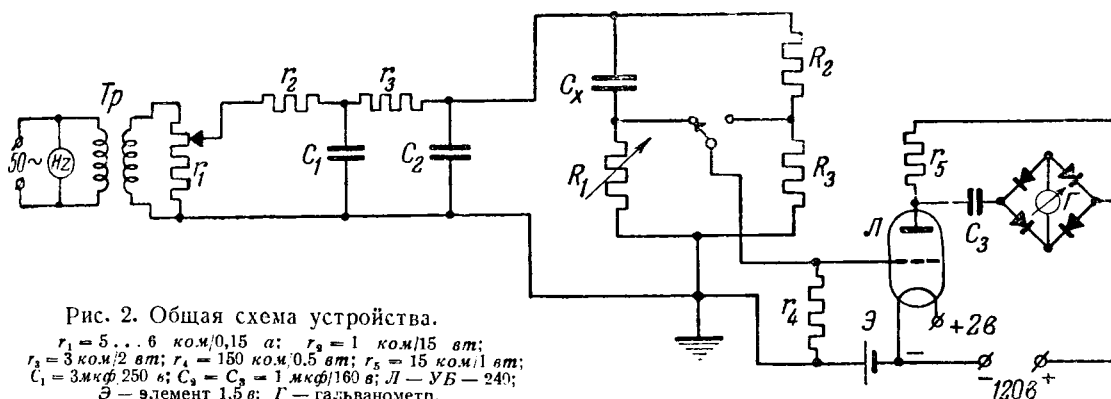 Tp
50~
Hz
r₁
r₂
r₃
C₁
C₂
Cₓ
R₁
R₂
R₃
r₄
Л
r₅
C₃
Г
Э
+2в
−
− 120в +
Рис. 2. Общая схема устройства.
r₁ = 5 . . . 6 ком/0,15 а; r₂ = 1 ком/15 вт;
r₃ = 3 ком/2 вт; r₄ = 150 ком/0.5 вт; r₅ = 15 ком/1 вт;
C₁ = 3мкф/250 в; C₂ = C₃ = 1 мкф/160 в; Л — УБ — 240;
Э — элемент 1,5 в; Г — гальванометр.